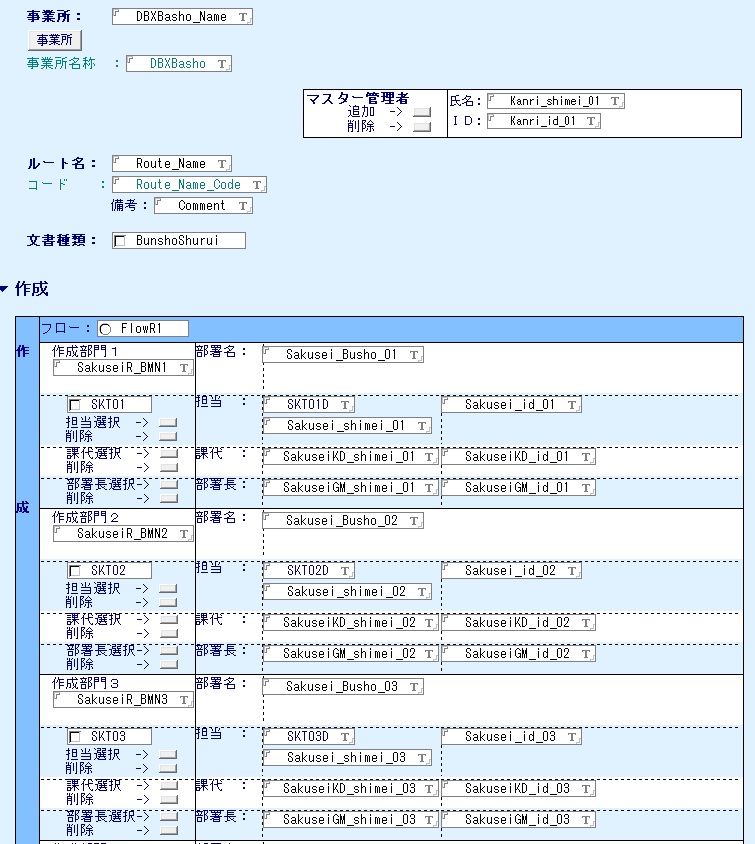 事業所： DBXBasho_Name T
事業所
事業所名称 ： DBXBasho T
マスター管理者
追加 -> 氏名： Kanri_shimei_01 T
削除 -> ＩＤ： Kanri_id_01 T
ルート名： Route_Name T
コード ： Route_Name_Code T
備考： Comment T
文書種類： BunshoShurui
作成
フロー： FlowR1
作 作成部門１ 部署名： Sakusei_Busho_01 T
SakuseiR_BMN1 T
SKT01 担当 ： SKT01D T Sakusei_id_01 T
担当選択 -> Sakusei_shimei_01 T
削除 ->
課代選択 -> 課代 ： SakuseiKD_shimei_01 T SakuseiKD_id_01 T
削除 ->
部署長選択-> 部署長： SakuseiGM_shimei_01 T SakuseiGM_id_01 T
削除 ->
成 作成部門２ 部署名： Sakusei_Busho_02 T
SakuseiR_BMN2 T
SKT02 担当 ： SKT02D T Sakusei_id_02 T
担当選択 -> Sakusei_shimei_02 T
削除 ->
課代選択 -> 課代 ： SakuseiKD_shimei_02 T SakuseiKD_id_02 T
削除 ->
部署長選択-> 部署長： SakuseiGM_shimei_02 T SakuseiGM_id_02 T
削除 ->
作成部門３ 部署名： Sakusei_Busho_03 T
SakuseiR_BMN3 T
SKT03 担当 ： SKT03D T Sakusei_id_03 T
担当選択 -> Sakusei_shimei_03 T
削除 ->
課代選択 -> 課代 ： SakuseiKD_shimei_03 T SakuseiKD_id_03 T
削除 ->
部署長選択-> 部署長： SakuseiGM_shimei_03 T SakuseiGM_id_03 T
削除 ->